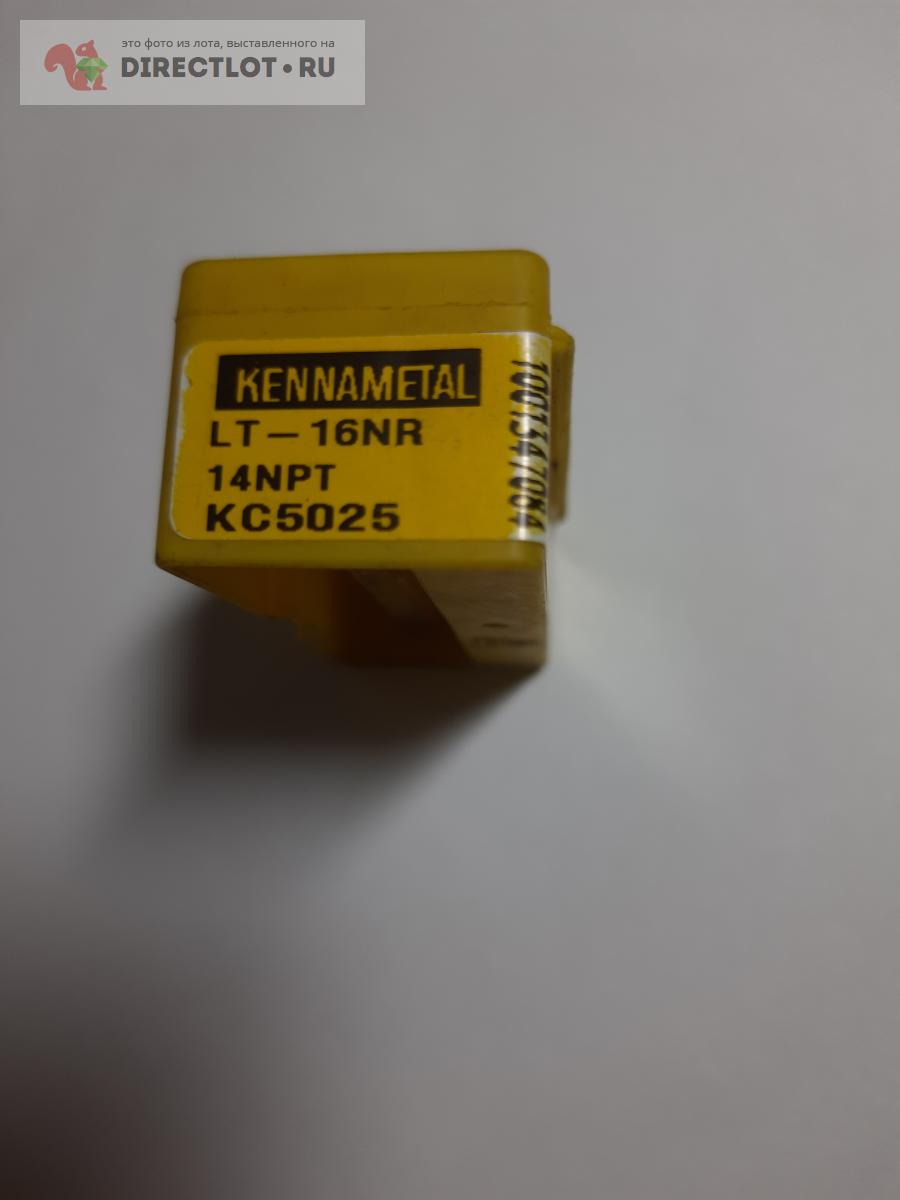 это фото из лота, выставленного на
DIRECTLOT•RU
KENNAMETAL
LT-16NR
14NPT
KC5025